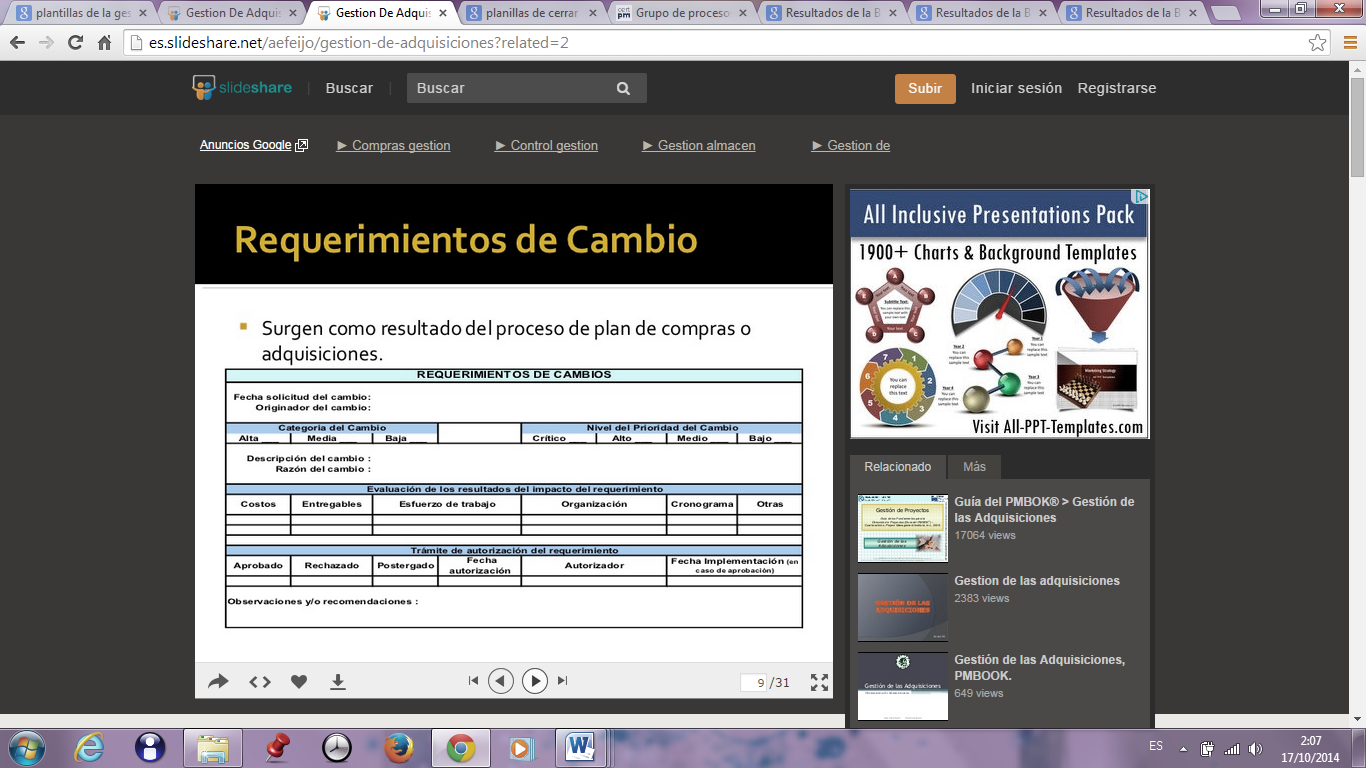 plantillas de la ges
Gestion De Adquis
Gestion De Adquis
planillas de cerrar
Grupo de proceso
Resultados de la B
Resultados de la B
Resultados de la B
es.slideshare.net/aefeijo/gestion-de-adquisiciones?related=2
slideshare
Buscar
Buscar
Subir
Iniciar sesión
Registrarse
Anuncios Google
► Compras gestion
► Control gestion
► Gestion almacen
► Gestion de
Requerimientos de Cambio
Surgen como resultado del proceso de plan de compras o
adquisiciones.
REQUERIMIENTOS DE CAMBIOS
Fecha solicitud del cambio:
Originador del cambio:
Categoria del Cambio
Nivel del Prioridad del Cambio
Alta ___ Media ___ Baja ___
Crítico ___ Alto ___ Medio ___ Bajo ___
Descripción del cambio :
Razón del cambio :
Evaluación de los resultados del impacto del requerimiento
Costos Entregables Esfuerzo de trabajo Organización Cronograma Otras
Trámite de autorización del requerimiento
Aprobado Rechazado Postergado Fecha autorización Autorizador Fecha Implementación (en caso de aprobación)
Observaciones y/o recomendaciones :
9 /31
All Inclusive Presentations Pack
1900+ Charts & Background Templates
Visit All-PPT-Templates.com
Relacionado
Más
Guía del PMBOK® > Gestión de
las Adquisiciones
17064 views
Gestion de las adquisiciones
2383 views
Gestión de las Adquisiciones,
PMBOOK.
649 views
ES
2:07
17/10/2014